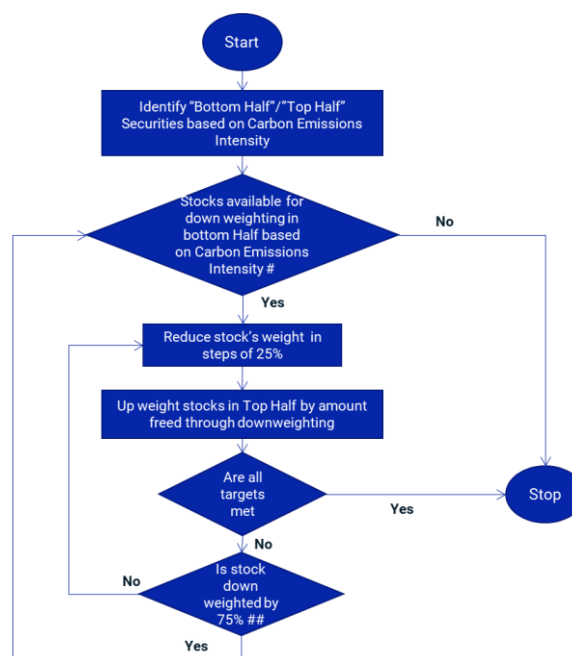 Start
Identify “Bottom Half”/“Top Half”
Securities based on Carbon Emissions
Intensity
Stocks available for
down weighting in
bottom Half based
on Carbon Emissions
Intensity #
No
Yes
Reduce stock’s weight in
steps of 25%
Up weight stocks in Top Half by amount
freed through downweighting
Are all
targets
met
Yes
Stop
No
Is stock
down
weighted by
75% ##
No
Yes